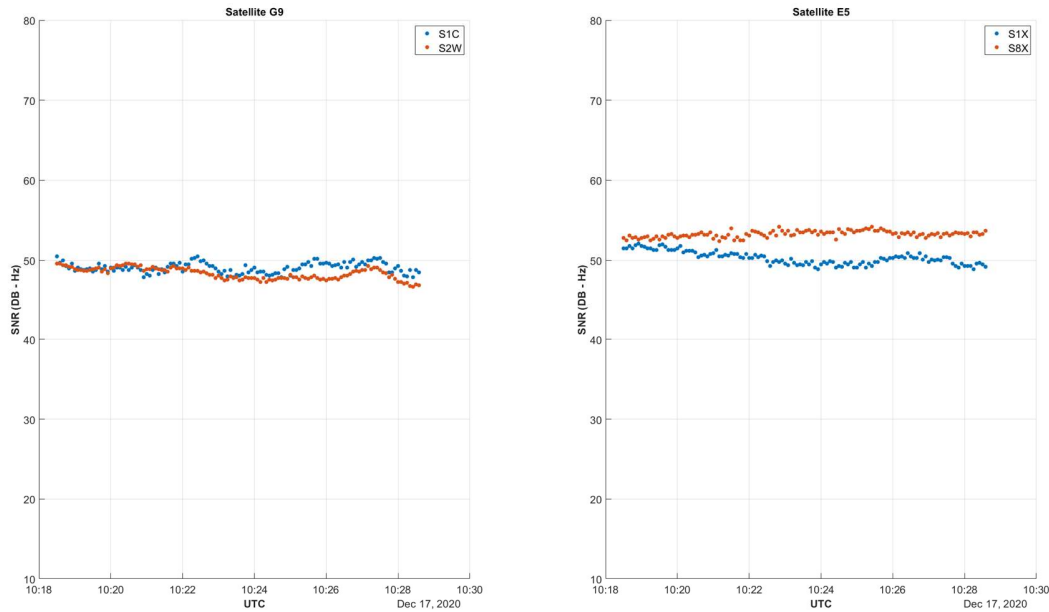 Satellite G9
80
70
60
50
40
30
20
10
SNR (DB - Hz)
S1C
S2W
10:18 10:20 10:22 10:24 10:26 10:28 10:30
UTC
Dec 17, 2020
Satellite E5
80
70
60
50
40
30
20
10
SNR (DB - Hz)
S1X
S8X
10:18 10:20 10:22 10:24 10:26 10:28 10:30
UTC
Dec 17, 2020